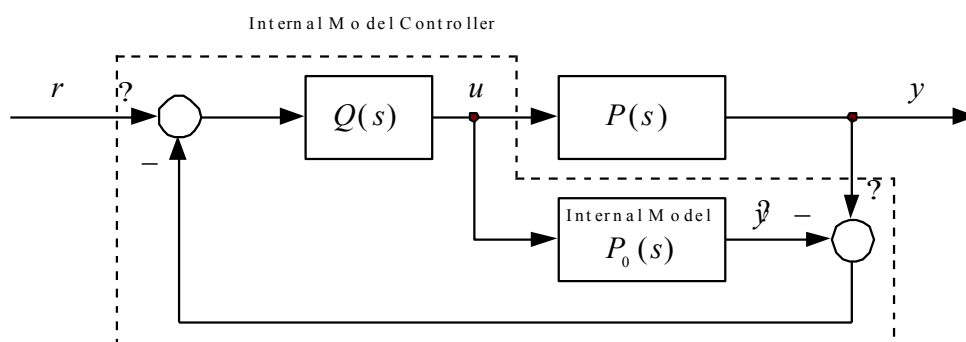 Internal Model Controller
r
?
u
y
Q(s)
P(s)
–
?
Internal Model
–
P₀(s)